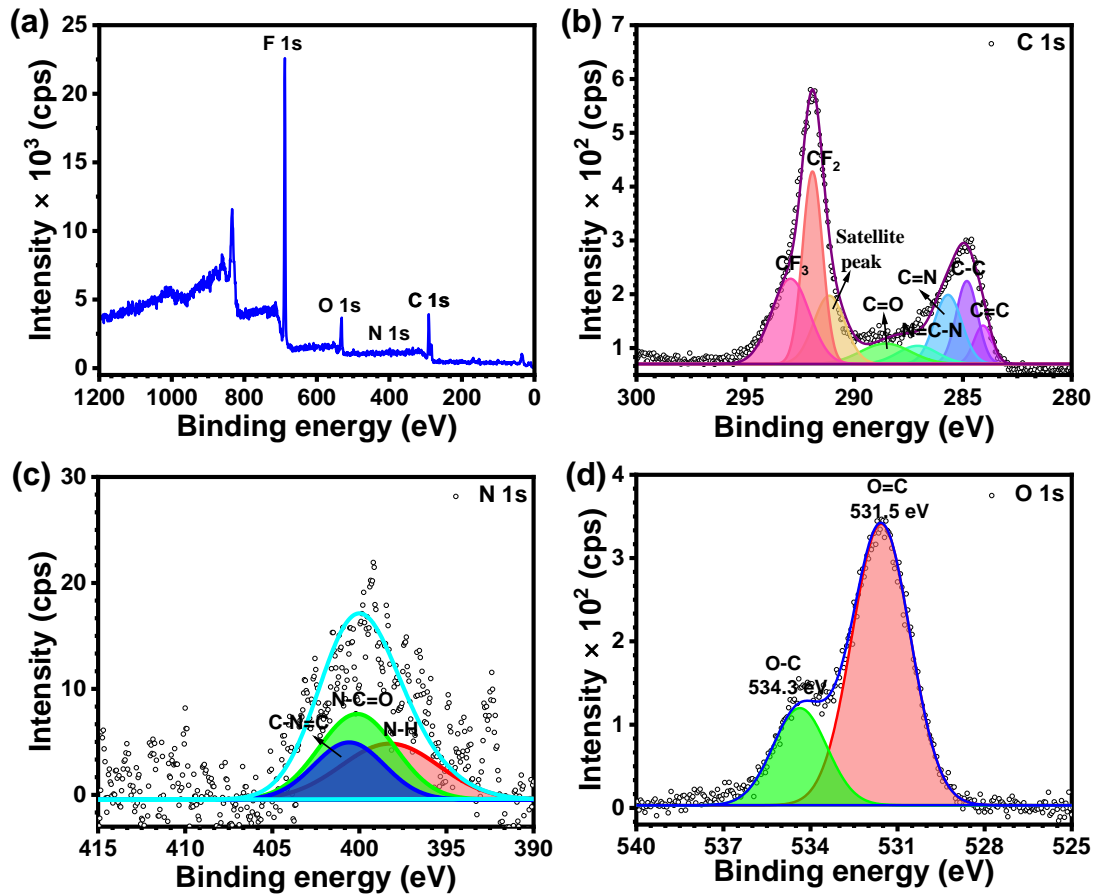 (a)
F 1s
O 1s
N 1s
C 1s
Intensity × 10³ (cps)
25
20
15
10
5
0
1200 1000 800 600 400 200 0
Binding energy (eV)
(b)
C 1s
CF₂
Satellite
peak
CF₃
C=O
C=N
N=C-N
C-C
C=C
Intensity × 10² (cps)
7
6
5
4
3
2
1
300 295 290 285 280
Binding energy (eV)
(c)
N 1s
N-C=O
C-N=C
N-H
Intensity (cps)
30
20
10
0
415 410 405 400 395 390
Binding energy (eV)
(d)
O 1s
O=C
531.5 eV
O-C
534.3 eV
Intensity × 10² (cps)
4
3
2
1
0
540 537 534 531 528 525
Binding energy (eV)